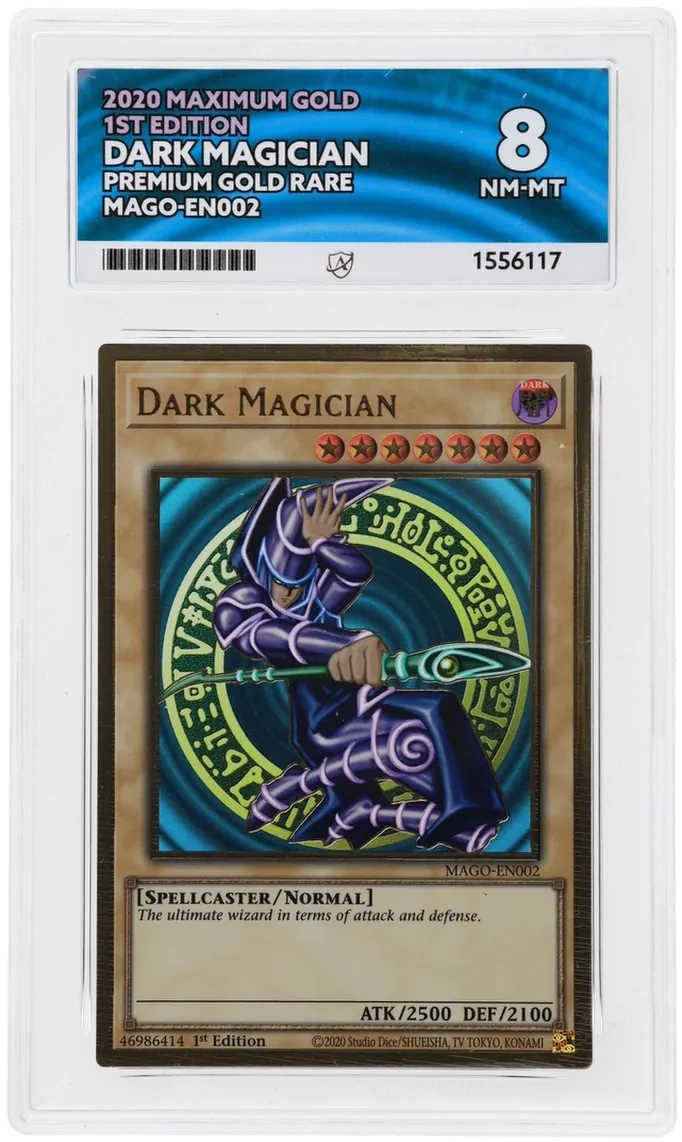 2020 MAXIMUM GOLD
1ST EDITION
DARK MAGICIAN
PREMIUM GOLD RARE
MAGO-EN002
8
NM-MT
1556117
DARK MAGICIAN
DARK
MAGO-EN002
[SPELLCASTER/NORMAL]
The ultimate wizard in terms of attack and defense.
ATK/2500 DEF/2100
46986414 1st Edition ©2020 Studio Dice/SHUEISHA, TV TOKYO, KONAMI